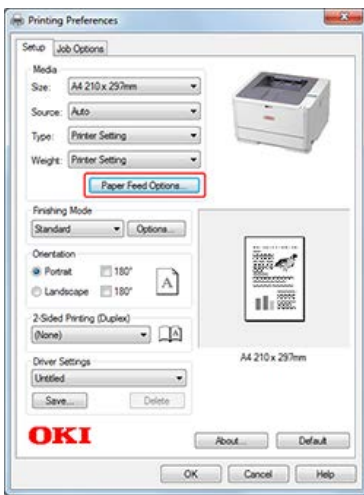 Printing Preferences
Setup Job Options
Media
Size: A4 210 x 297mm
Source: Auto
Type: Printer Setting
Weight: Printer Setting
Paper Feed Options...
Finishing Mode
Standard Options...
Orientation
Portrait 180°
Landscape 180°
A
2-Sided Printing (Duplex)
(None) A
A4 210 x 297mm
Driver Settings
Untitled
Save... Delete
OKI
About... Default
OK Cancel Help